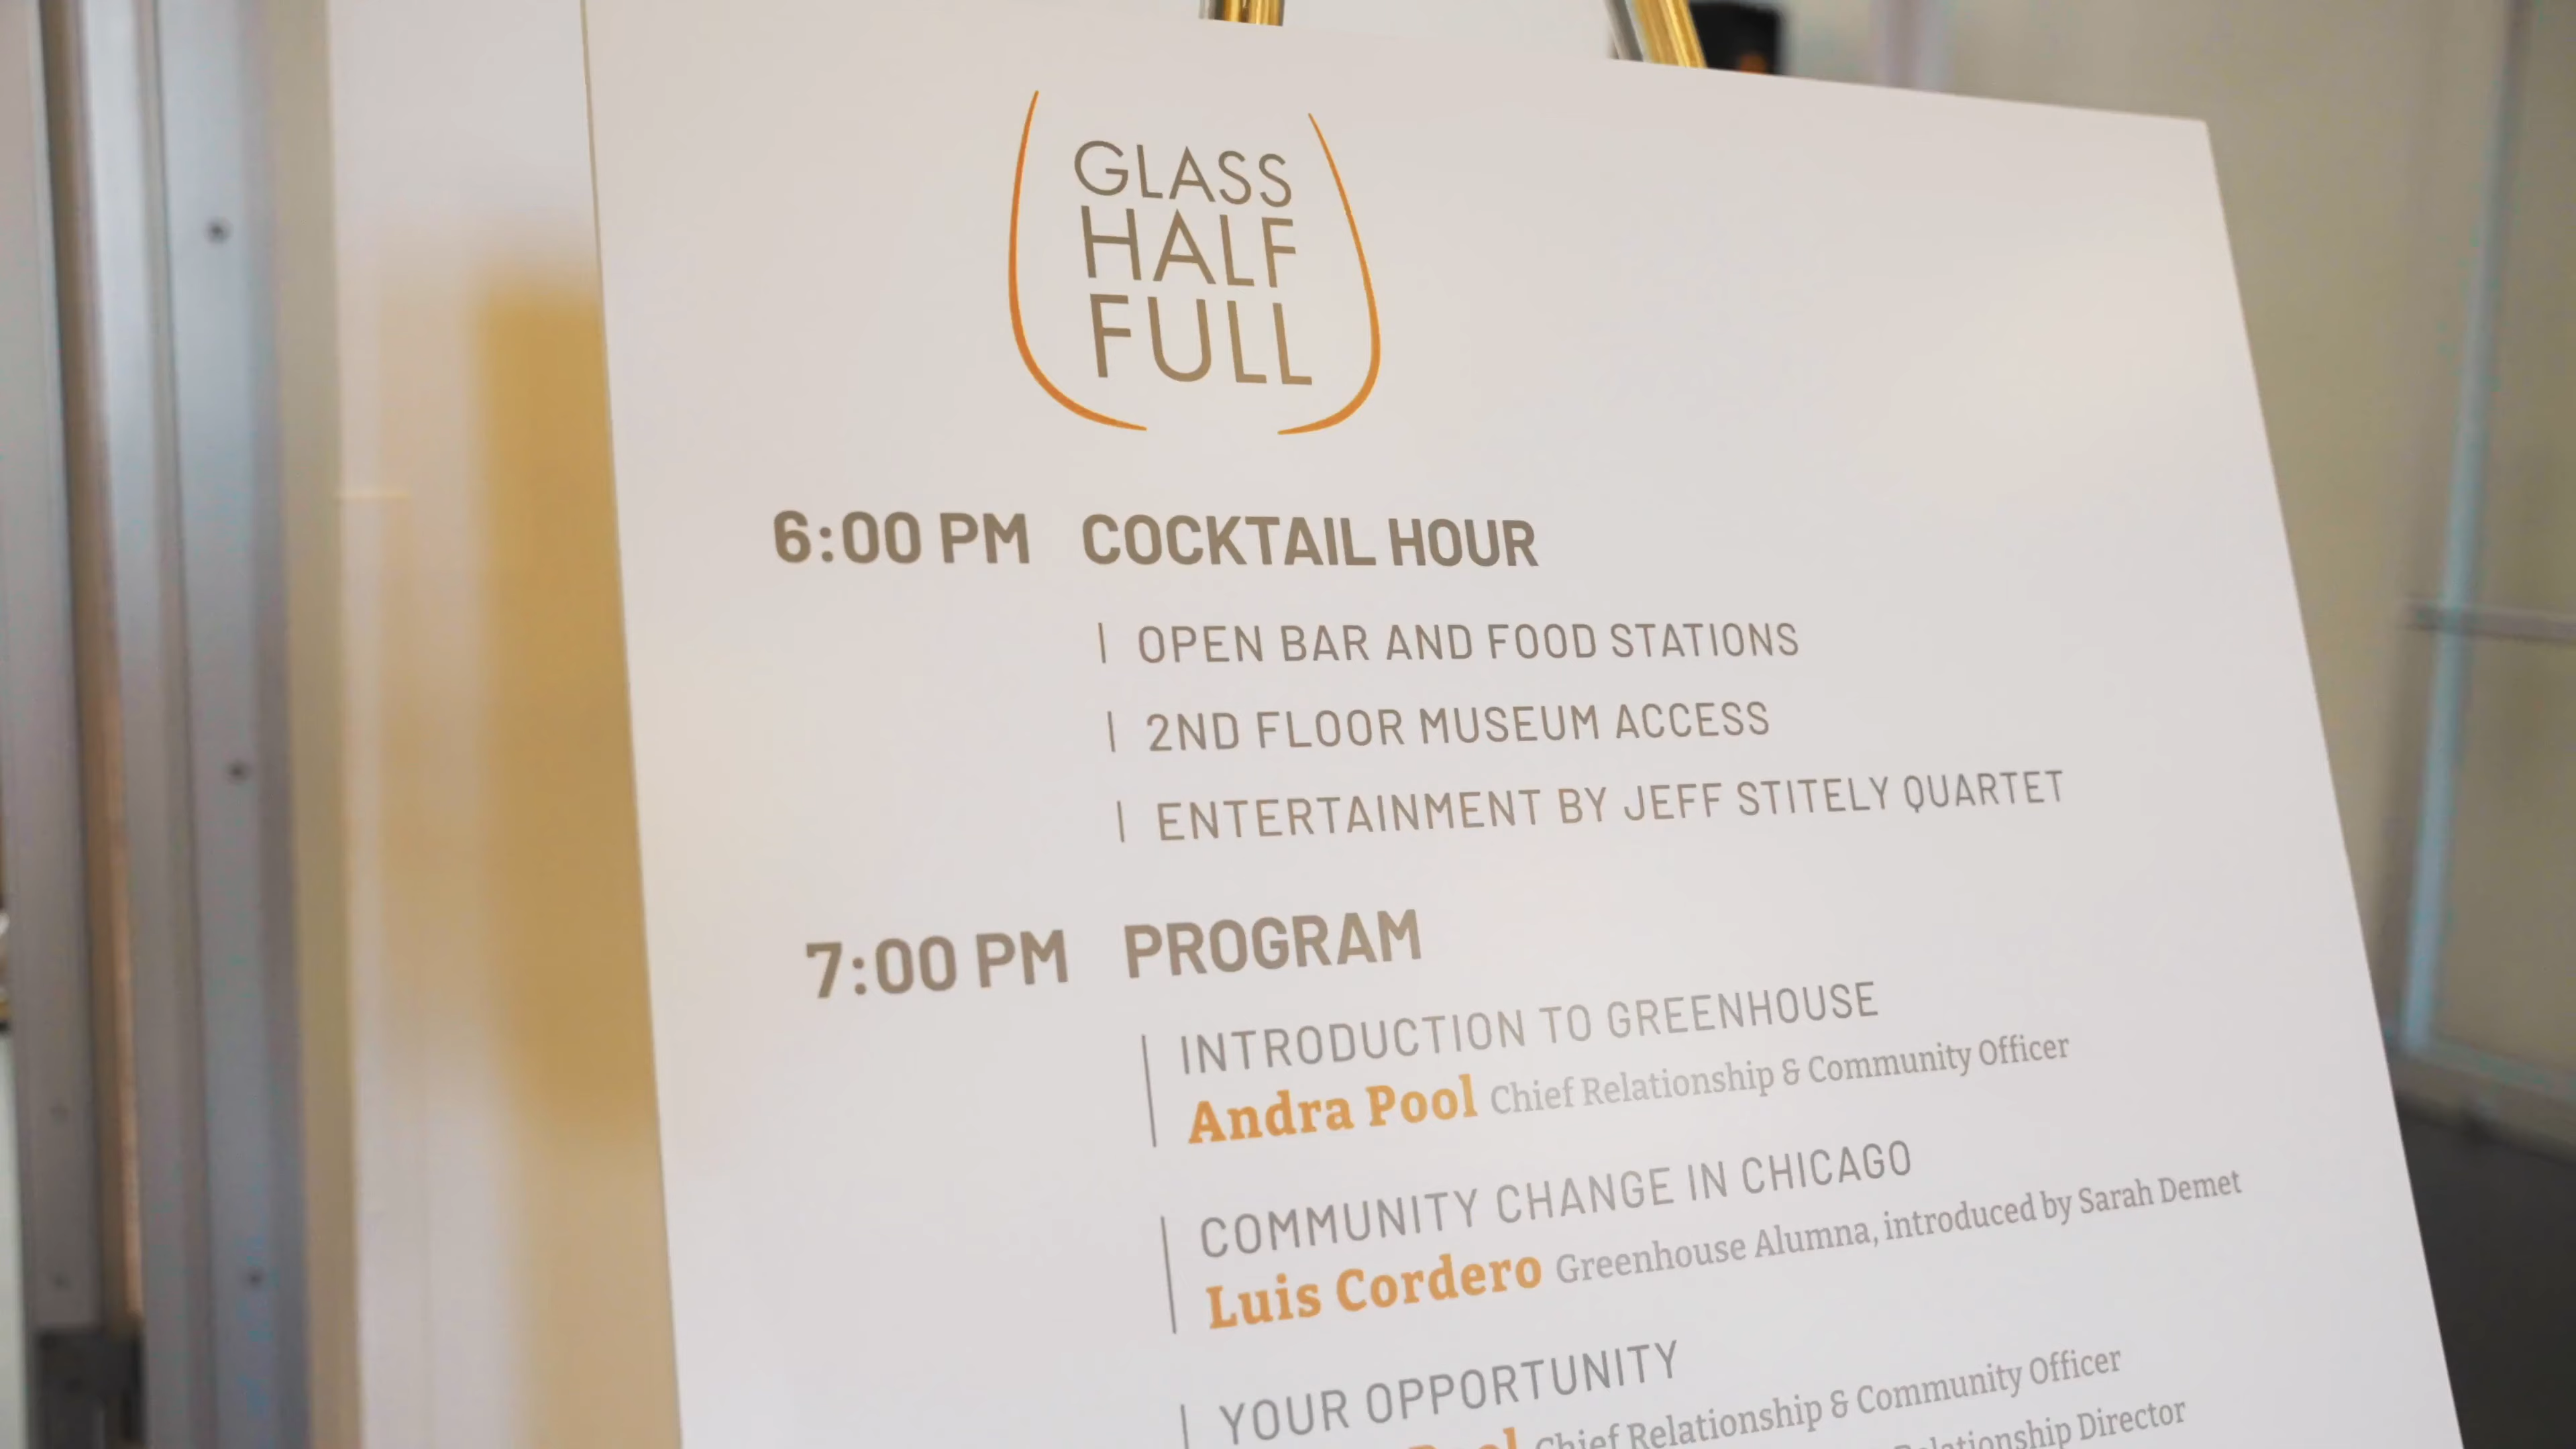 GLASS
HALF
FULL
6:00 PM COCKTAIL HOUR
| OPEN BAR AND FOOD STATIONS
| 2ND FLOOR MUSEUM ACCESS
| ENTERTAINMENT BY JEFF STITELY QUARTET
7:00 PM PROGRAM
INTRODUCTION TO GREENHOUSE
Andra Pool Chief Relationship & Community Officer
COMMUNITY CHANGE IN CHICAGO
Luis Cordero Greenhouse Alumna, introduced by Sarah Demet
YOUR OPPORTUNITY
Pool Chief Relationship & Community Officer
Relationship Director